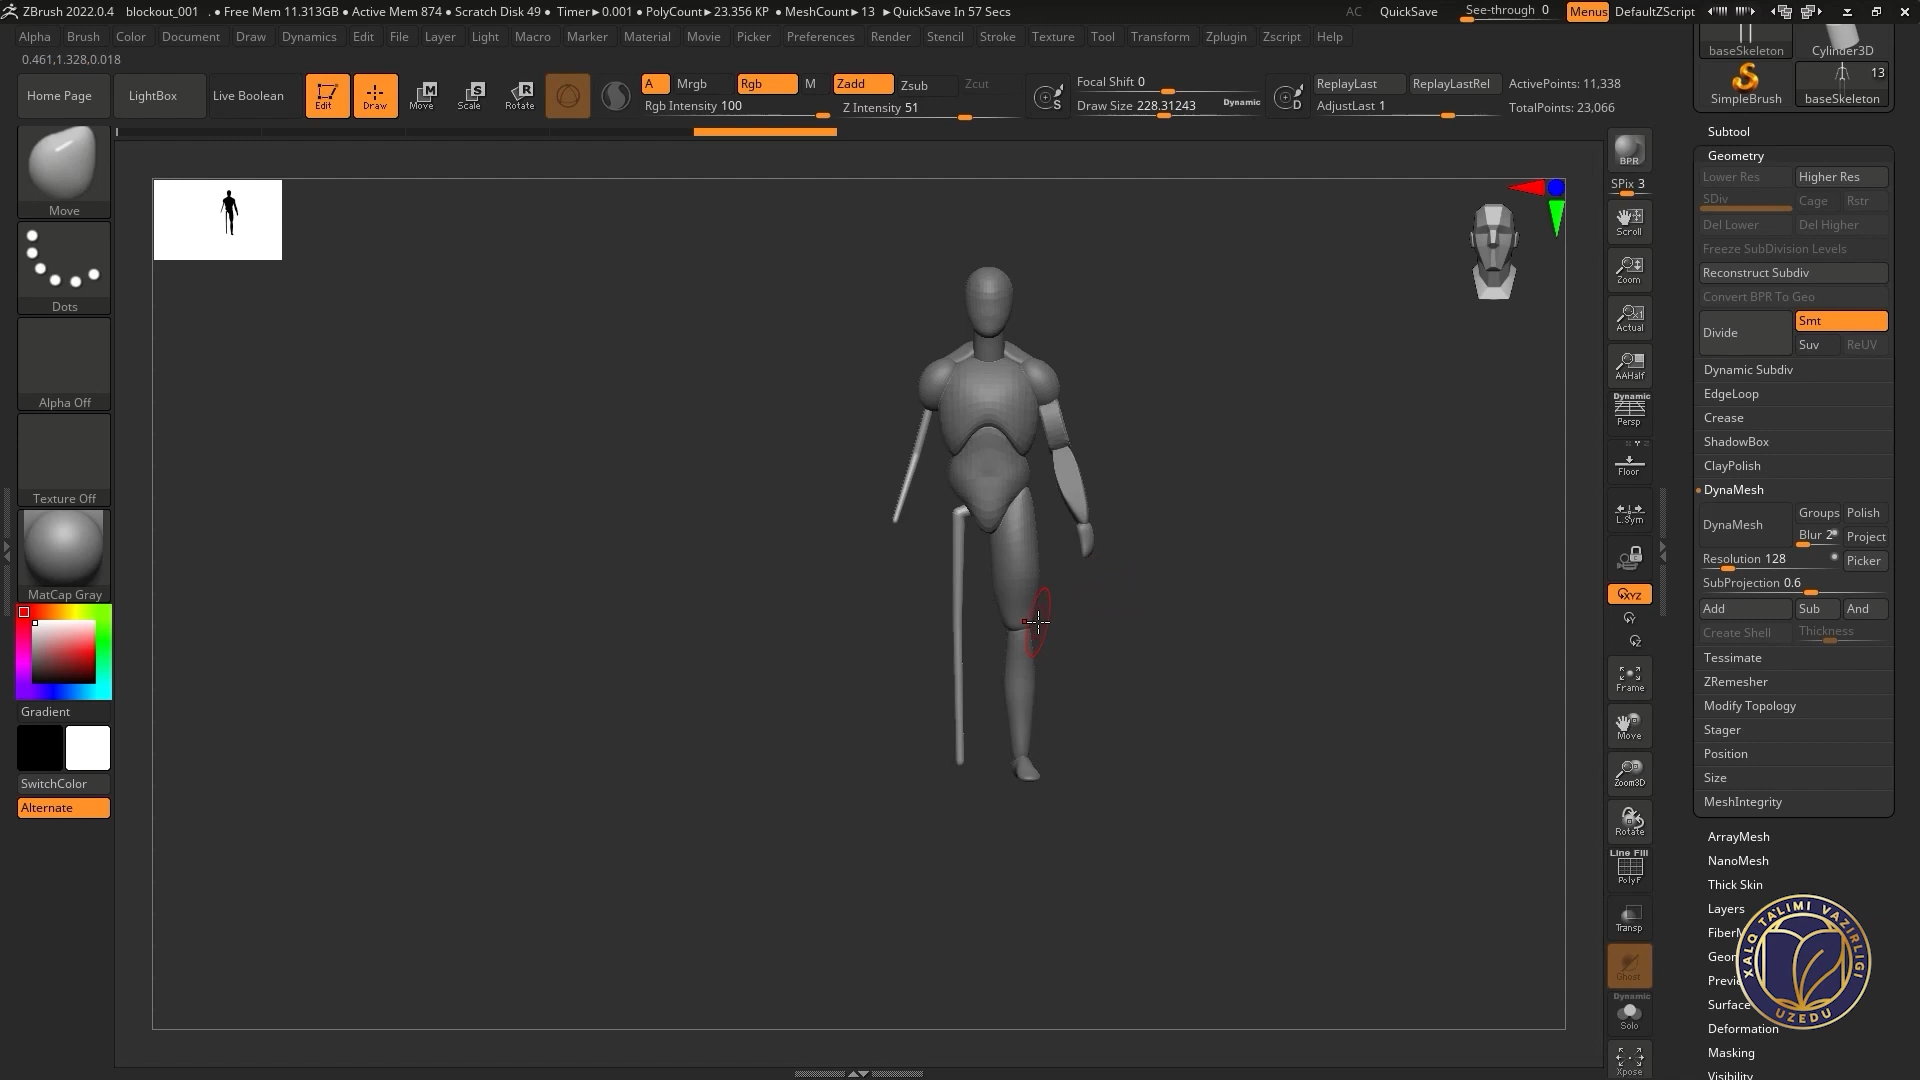 ZBrush 2022.0.4 blockout_001 . • Free Mem 11.313GB • Active Mem 874 • Scratch Disk 49 • Timer►0.001 • PolyCount►23.356 KP • MeshCount►13 ►QuickSave In 57 Secs AC QuickSave See-through 0 Menus DefaultZScript
Alpha Brush Color Document Draw Dynamics Edit File Layer Light Macro Marker Material Movie Picker Preferences Render Stencil Stroke Texture Tool Transform Zplugin Zscript Help
0.461,1.328,0.018
Home Page LightBox Live Boolean Edit Draw Move Scale Rotate
A Mrgb Rgb M Zadd Zsub Zcut
Rgb Intensity 100 Z Intensity 51
Focal Shift 0
Draw Size 228.31243 Dynamic
ReplayLast ReplayLastRel ActivePoints: 11,338
AdjustLast 1 TotalPoints: 23,066
Move
Dots
Alpha Off
Texture Off
MatCap Gray
Gradient
SwitchColor
Alternate
BPR
SPix 3
Scroll
Zoom
Actual
AAHalf
Dynamic
Persp
Floor
L.Sym
XYZ
Y
Z
Frame
Move
Zoom3D
Rotate
Line Fill
PolyF
Transp
Ghost
Dynamic
Solo
Xpose
baseSkeleton Cylinder3D
SimpleBrush 13
baseSkeleton
Subtool
Geometry
Lower Res Higher Res
SDiv Cage Rstr
Del Lower Del Higher
Freeze SubDivision Levels
Reconstruct Subdiv
Convert BPR To Geo
Divide Smt
Suv ReUV
Dynamic Subdiv
EdgeLoop
Crease
ShadowBox
ClayPolish
DynaMesh
DynaMesh Groups Polish
Blur 2 Project
Resolution 128 Picker
SubProjection 0.6
Add Sub And
Create Shell Thickness
Tessimate
ZRemesher
Modify Topology
Stager
Position
Size
MeshIntegrity
ArrayMesh
NanoMesh
Thick Skin
Layers
Surface
Deformation
Masking
Visibility
XALQ TA'LIMI VAZIRLIGI
UZEDU